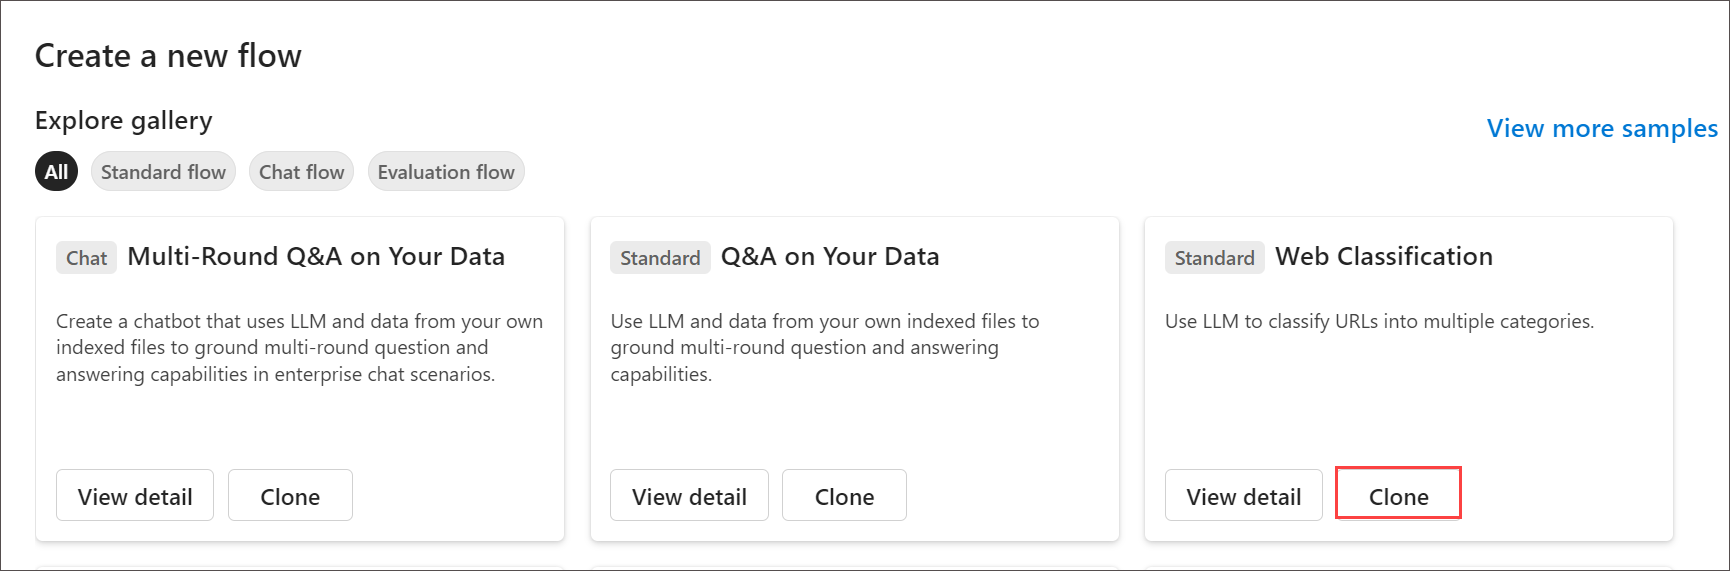 Create a new flow
Explore gallery
View more samples
All
Standard flow
Chat flow
Evaluation flow
Chat
Multi-Round Q&A on Your Data
Create a chatbot that uses LLM and data from your own
indexed files to ground multi-round question and
answering capabilities in enterprise chat scenarios.
View detail
Clone
Standard
Q&A on Your Data
Use LLM and data from your own indexed files to
ground multi-round question and answering
capabilities.
View detail
Clone
Standard
Web Classification
Use LLM to classify URLs into multiple categories.
View detail
Clone